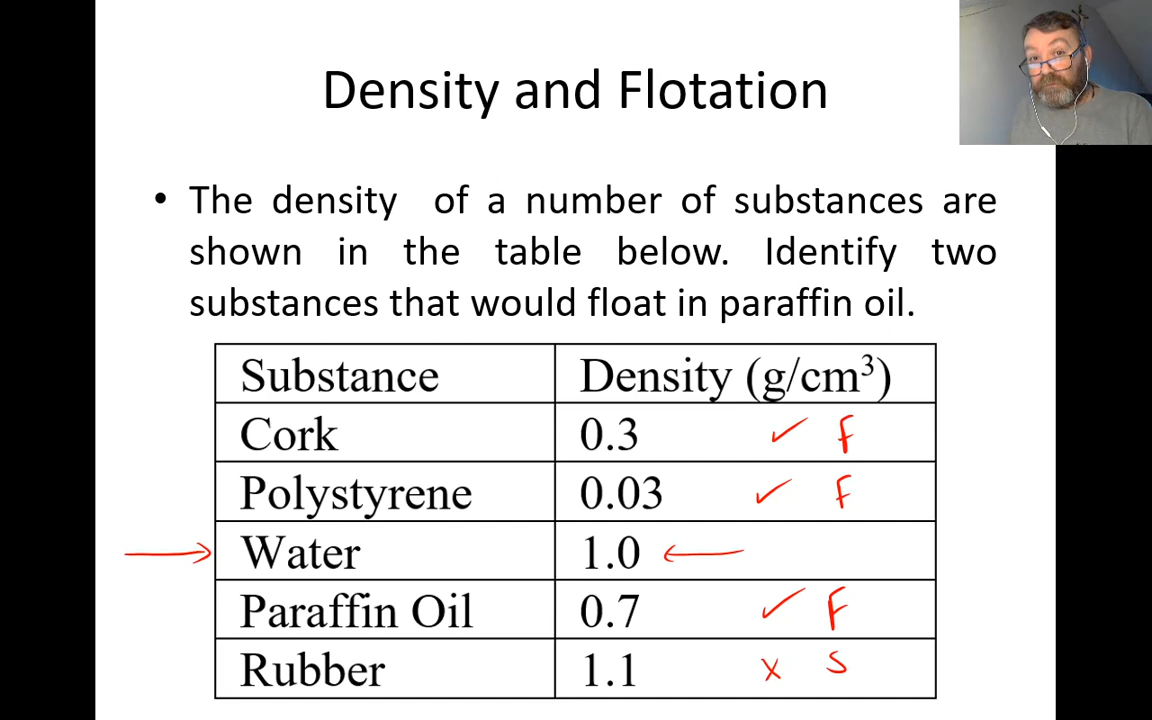 Density and Flotation
• The density of a number of substances are
shown in the table below. Identify two
substances that would float in paraffin oil.
Substance Density (g/cm³)
Cork 0.3 ✓ F
Polystyrene 0.03 ✓ F
→ Water 1.0 ←
Paraffin Oil 0.7 ✓ F
Rubber 1.1 x S